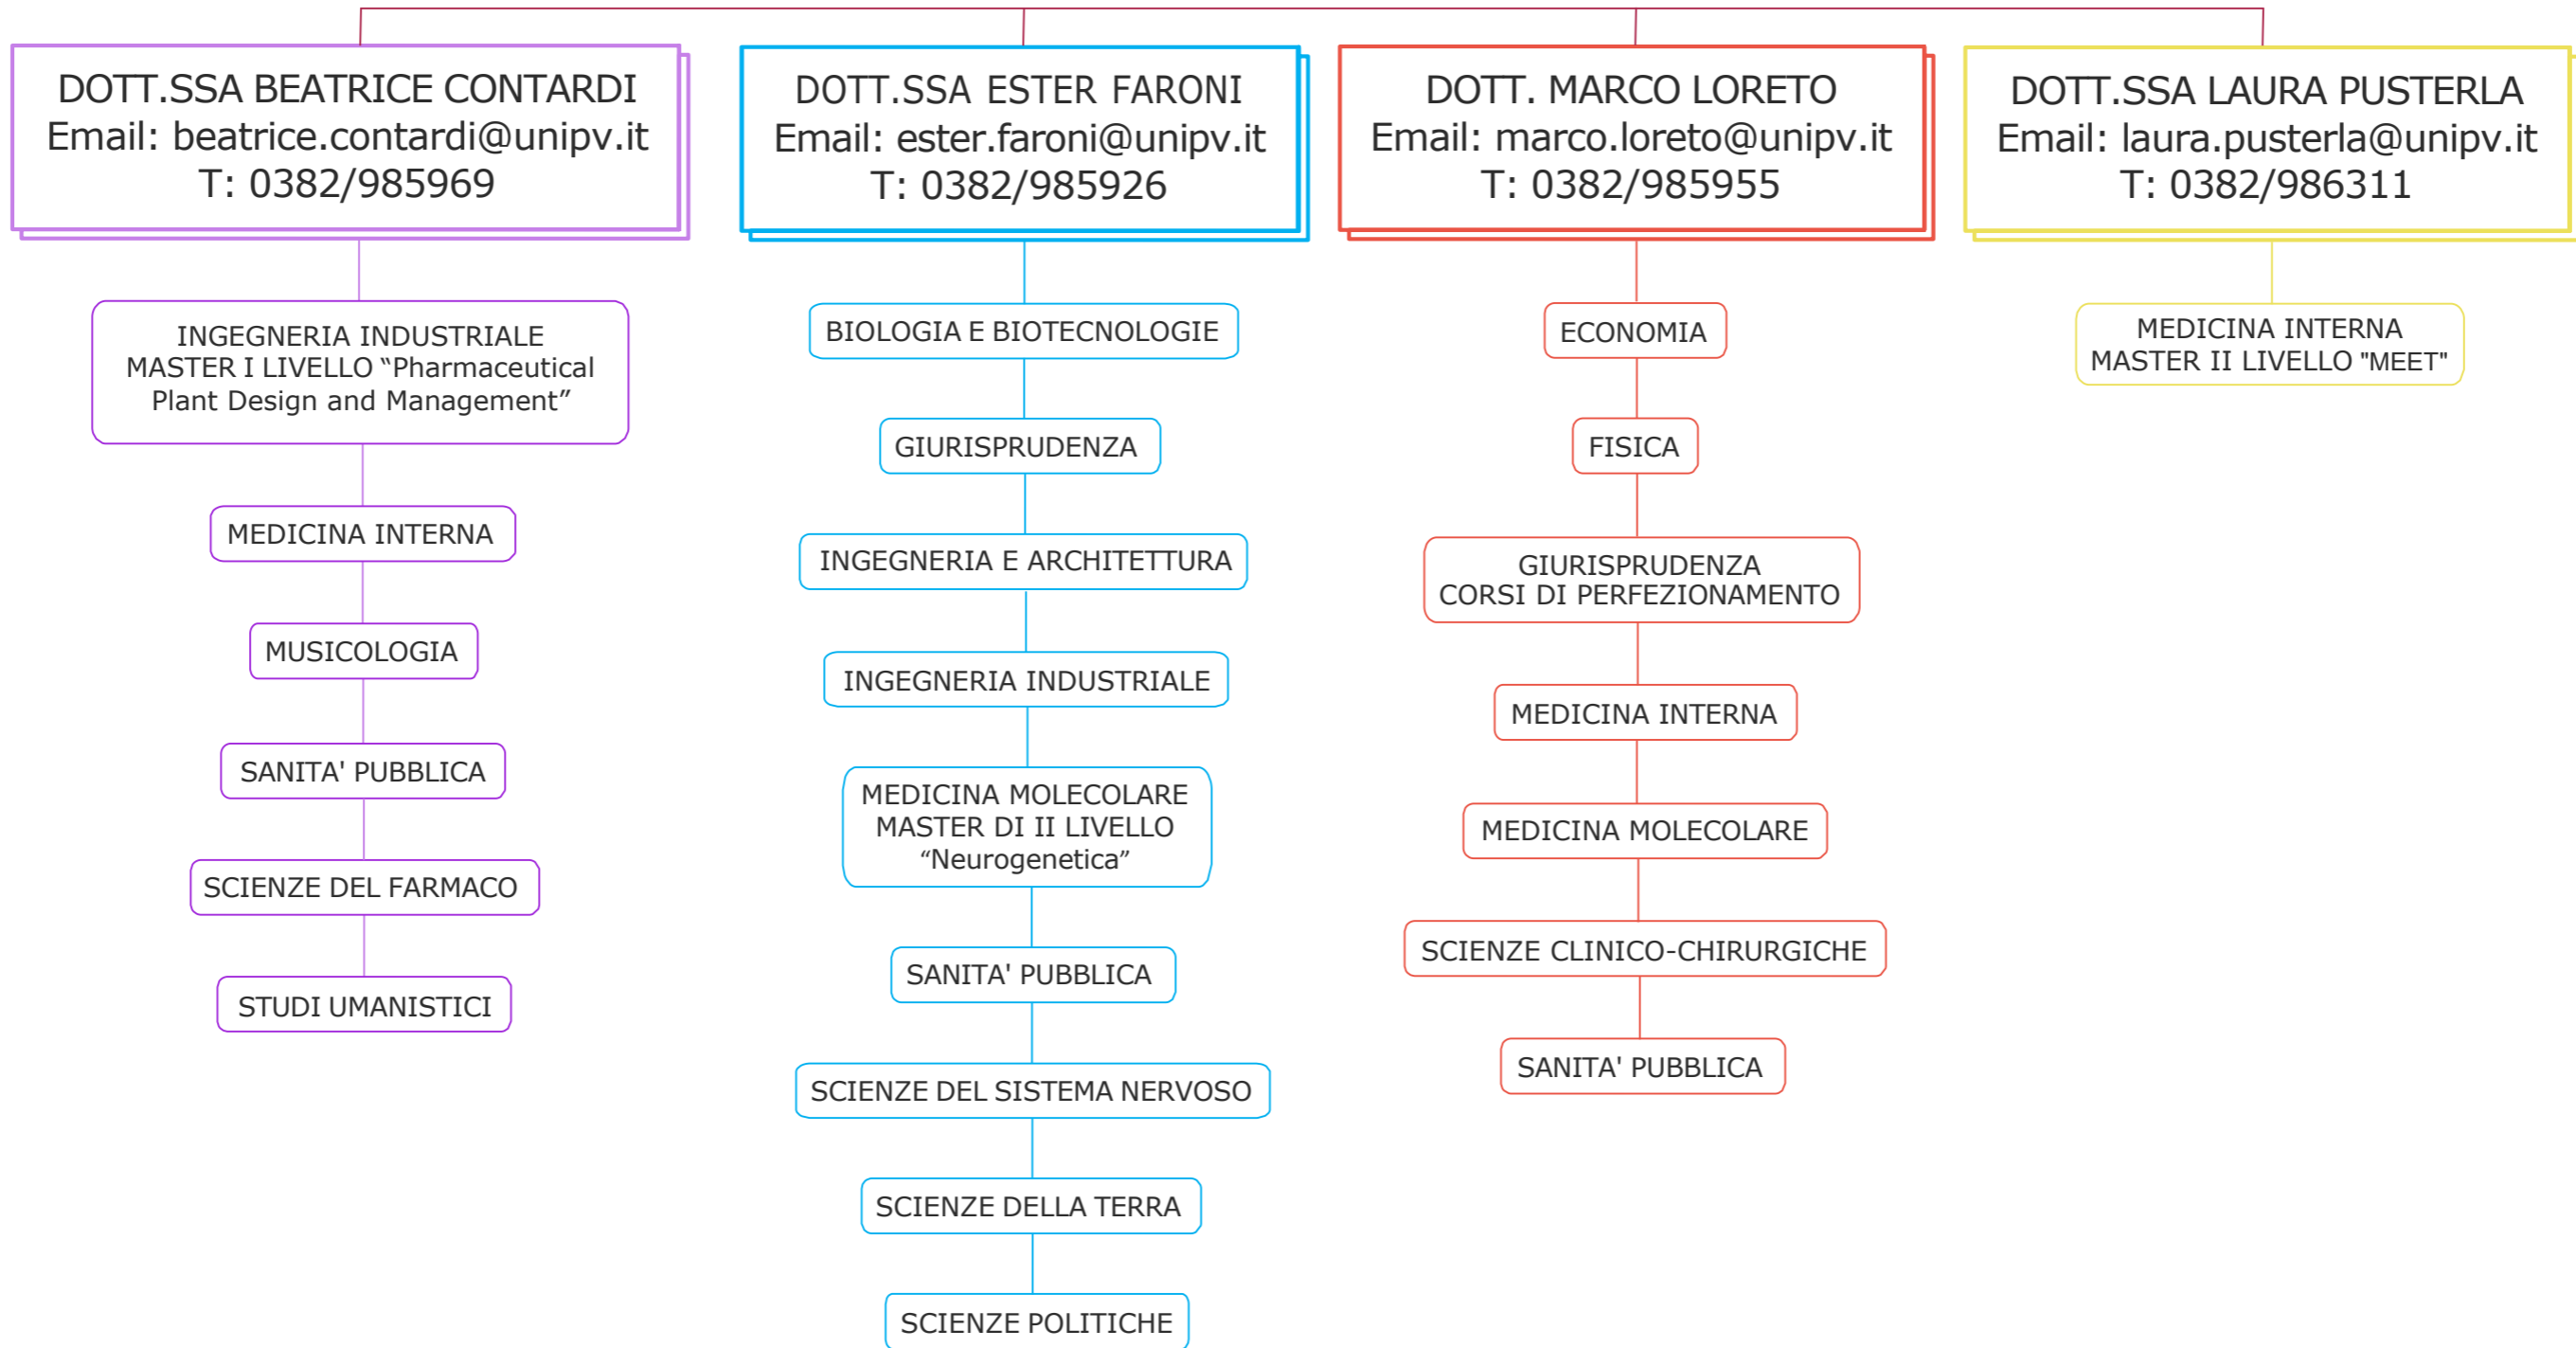 DOTT.SSA BEATRICE CONTARDI
Email: beatrice.contardi@unipv.it
T: 0382/985969
INGEGNERIA INDUSTRIALE
MASTER I LIVELLO “Pharmaceutical
Plant Design and Management”
MEDICINA INTERNA
MUSICOLOGIA
SANITA' PUBBLICA
SCIENZE DEL FARMACO
STUDI UMANISTICI
DOTT.SSA ESTER FARONI
Email: ester.faroni@unipv.it
T: 0382/985926
BIOLOGIA E BIOTECNOLOGIE
GIURISPRUDENZA
INGEGNERIA E ARCHITETTURA
INGEGNERIA INDUSTRIALE
MEDICINA MOLECOLARE
MASTER DI II LIVELLO
“Neurogenetica”
SANITA' PUBBLICA
SCIENZE DEL SISTEMA NERVOSO
SCIENZE DELLA TERRA
SCIENZE POLITICHE
DOTT. MARCO LORETO
Email: marco.loreto@unipv.it
T: 0382/985955
ECONOMIA
FISICA
GIURISPRUDENZA
CORSI DI PERFEZIONAMENTO
MEDICINA INTERNA
MEDICINA MOLECOLARE
SCIENZE CLINICO-CHIRURGICHE
SANITA' PUBBLICA
DOTT.SSA LAURA PUSTERLA
Email: laura.pusterla@unipv.it
T: 0382/986311
MEDICINA INTERNA
MASTER II LIVELLO "MEET"